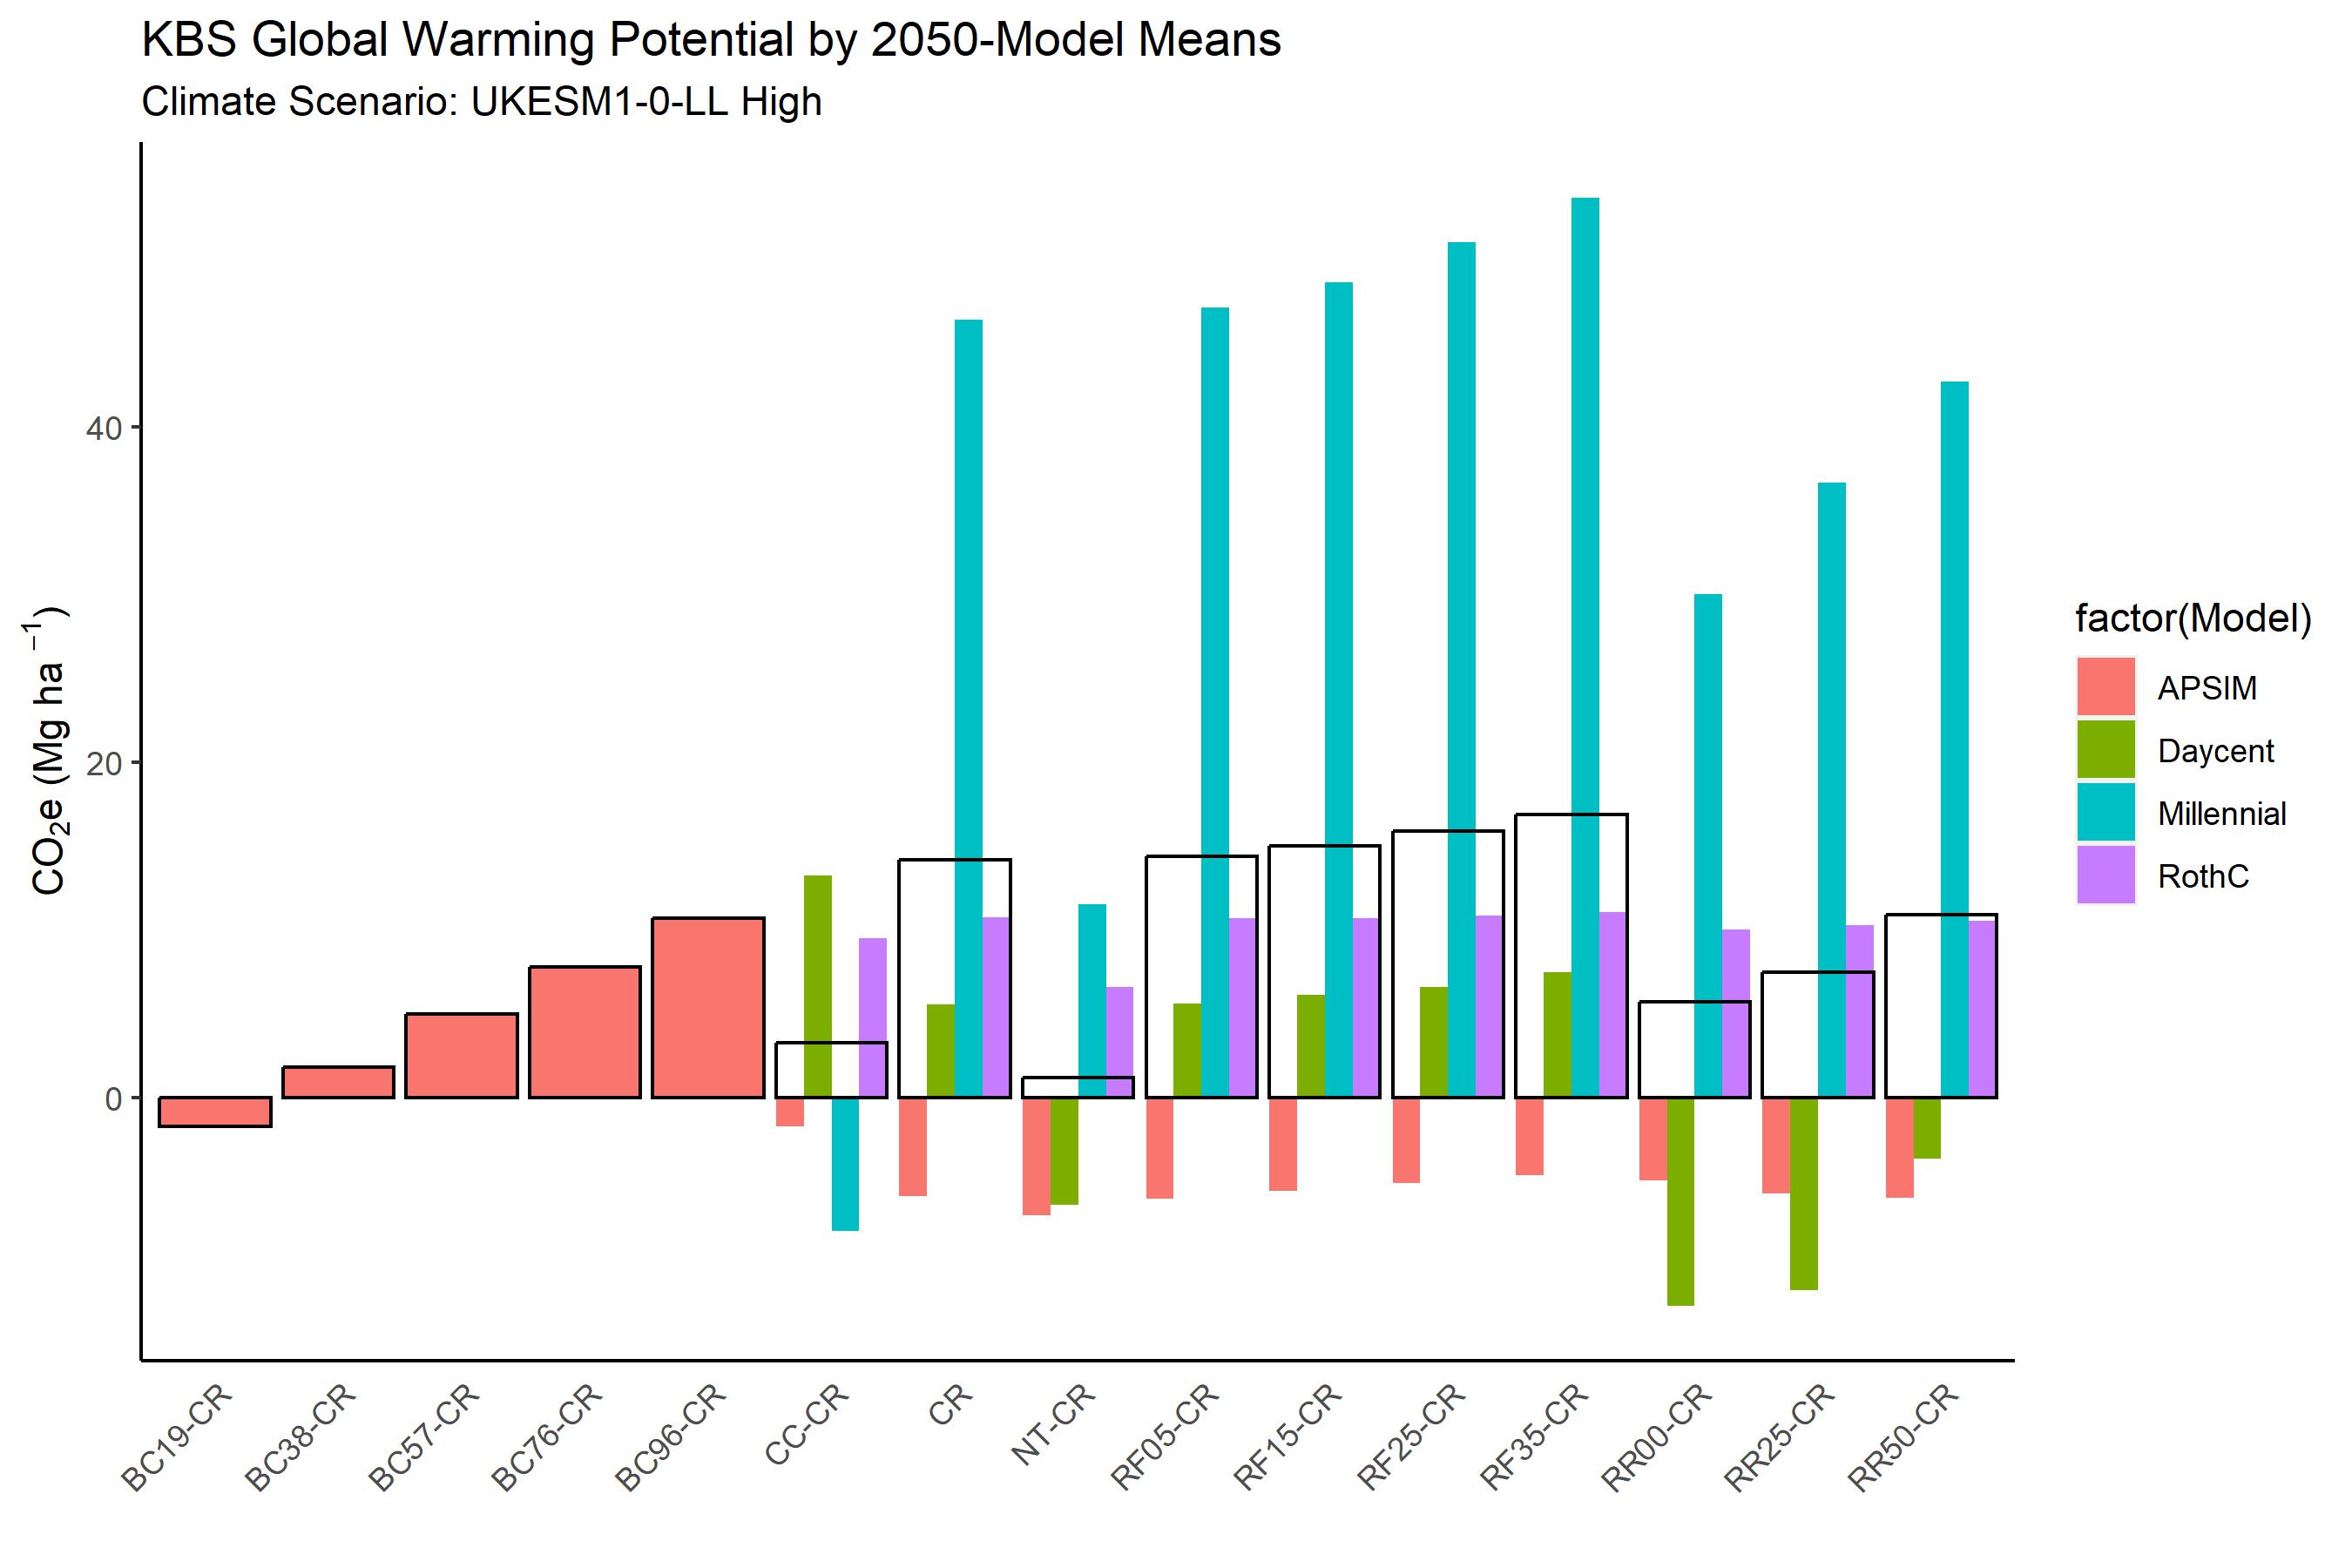 KBS Global Warming Potential by 2050-Model Means
Climate Scenario: UKESM1-0-LL High
CO₂e (Mg ha ⁻¹)
40
20
0
BC19-CR
BC38-CR
BC57-CR
BC76-CR
BC96-CR
CC-CR
CR
NT-CR
RF05-CR
RF15-CR
RF25-CR
RF35-CR
RR00-CR
RR25-CR
RR50-CR
factor(Model)
APSIM
Daycent
Millennial
RothC